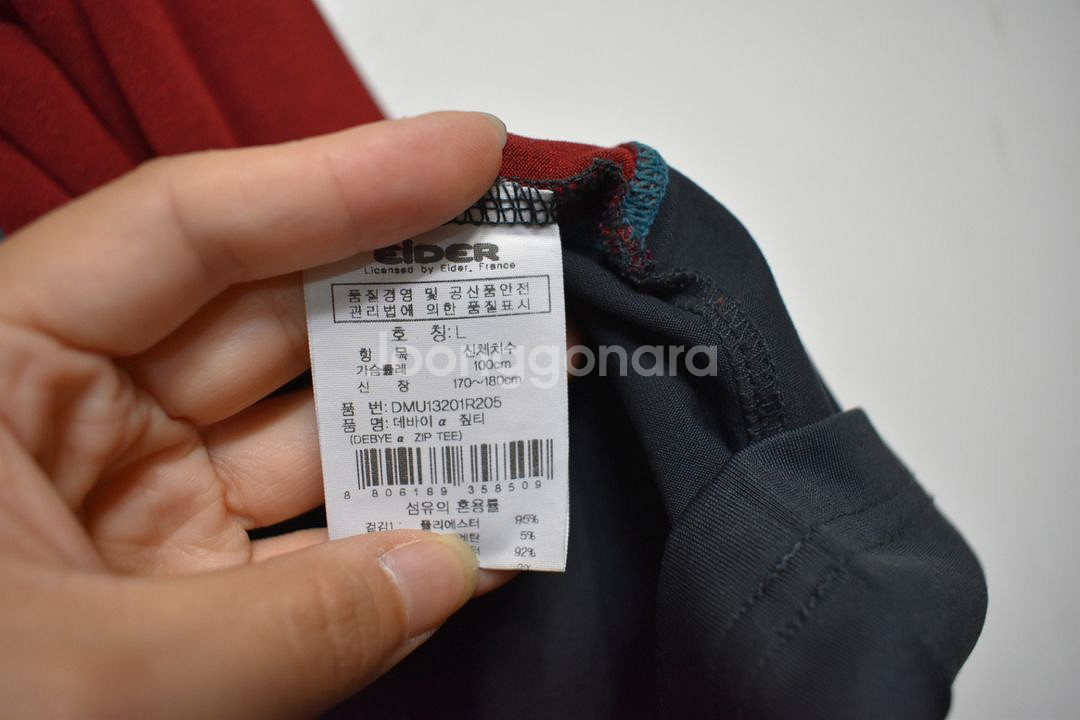 EIDER
Licensed by Eider. France
품질경영 및 공산품안전
관리법에 의한 품질표시
호 칭: L
항 목 신체치수
가슴둘레 100cm
신 장 170~180cm
품 번: DMU13201R205
품 명: 데바이 α 짚티
(DEBYE α ZIP TEE)
8 806189 358509
섬유의 혼용률
겉감1: 폴리에스터 95%
5%
92%
joonggonara